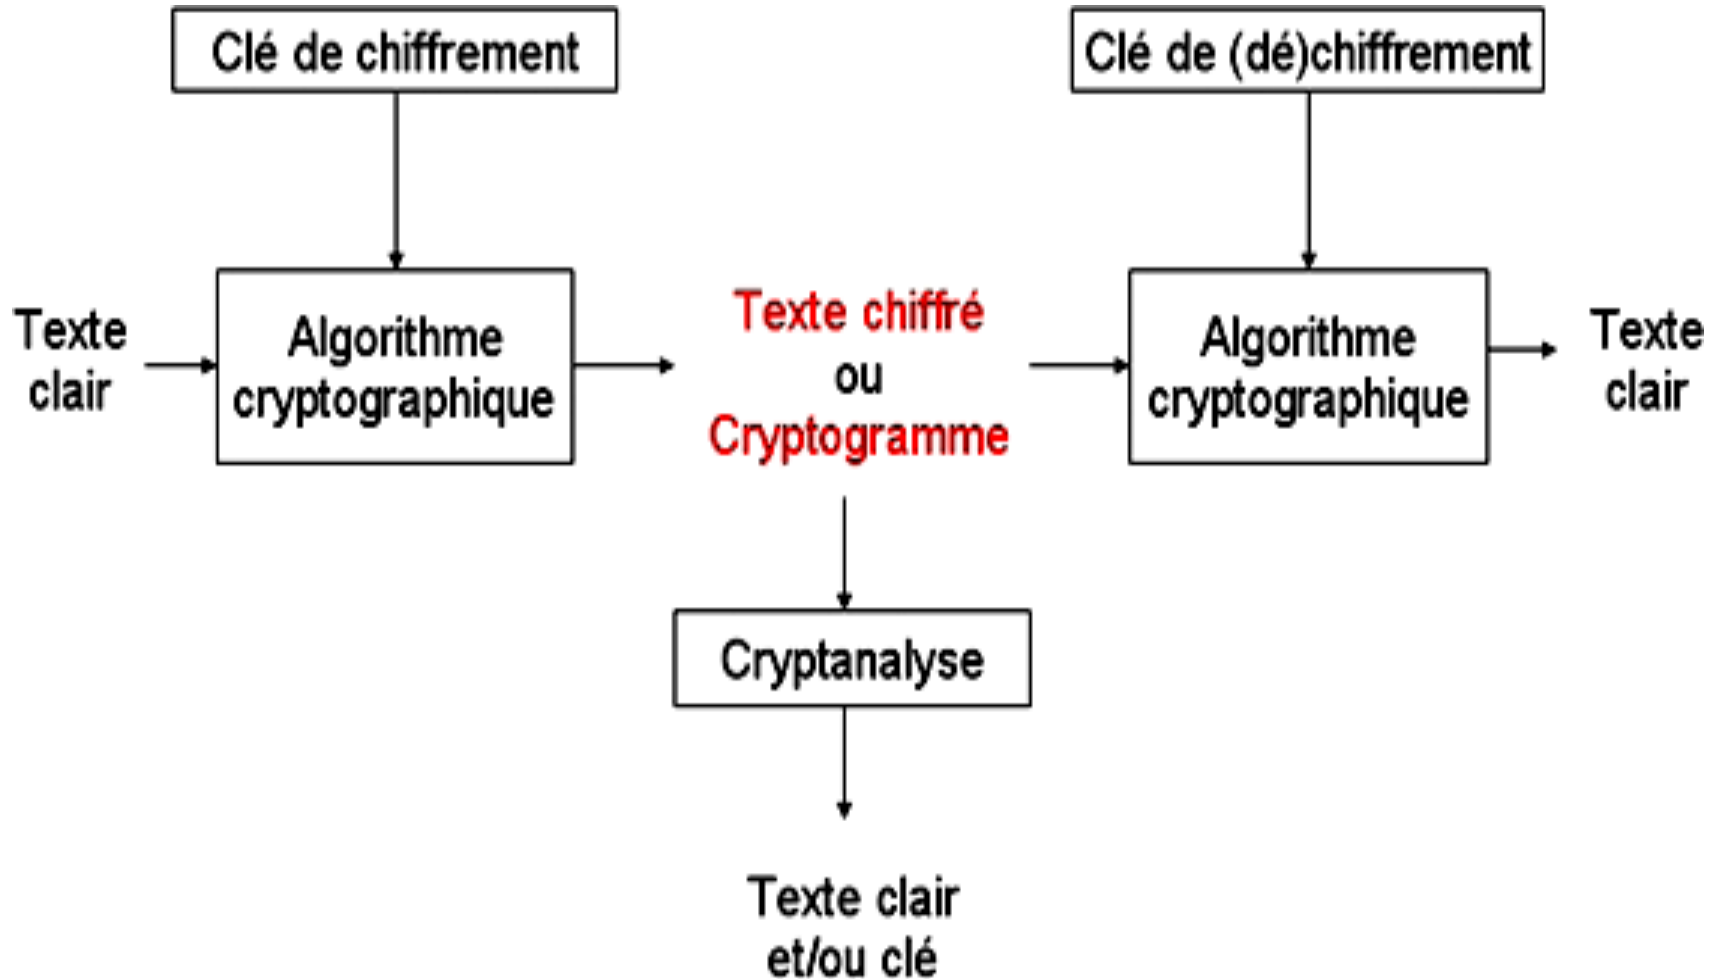 Clé de chiffrement
Clé de (dé)chiffrement
Texte
clair
Algorithme
cryptographique
Texte chiffré
ou
Cryptogramme
Algorithme
cryptographique
Texte
clair
Cryptanalyse
Texte clair
et/ou clé